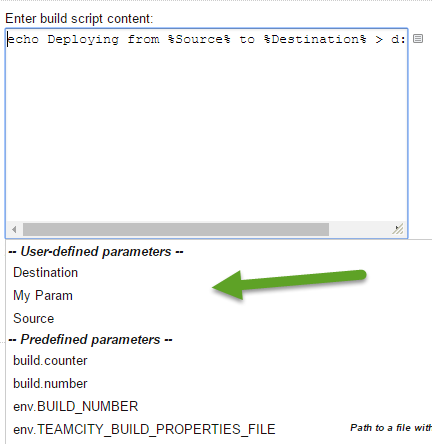 Enter build script content:
echo Deploying from %Source% to %Destination% > d:
-- User-defined parameters --
Destination
My Param
Source
-- Predefined parameters --
build.counter
build.number
env.BUILD_NUMBER
env.TEAMCITY_BUILD_PROPERTIES_FILE Path to a file with